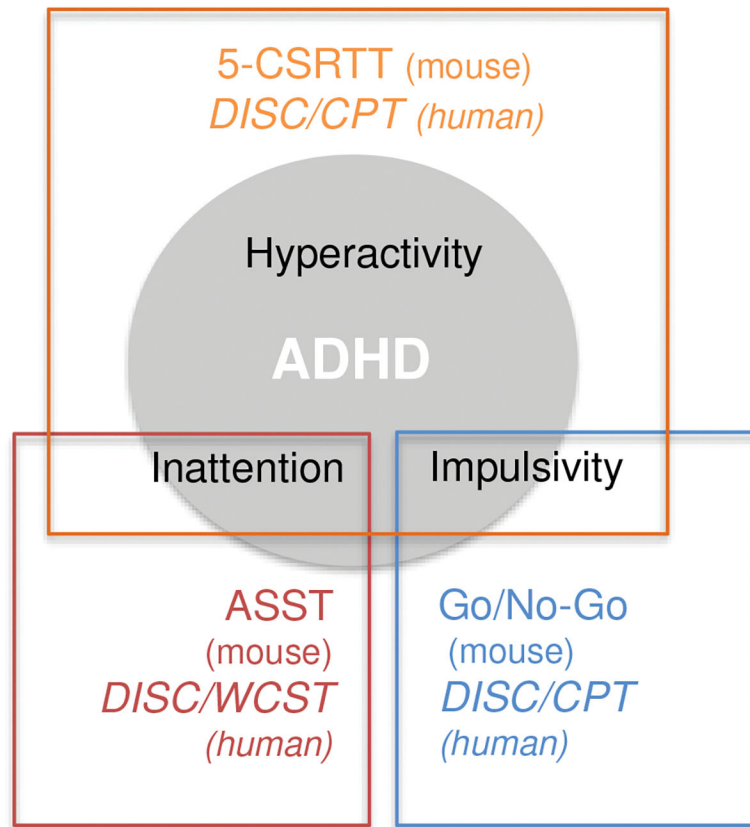 5-CSRTT (mouse)
DISC/CPT (human)
Hyperactivity
ADHD
Inattention
Impulsivity
ASST
(mouse)
DISC/WCST
(human)
Go/No-Go
(mouse)
DISC/CPT
(human)